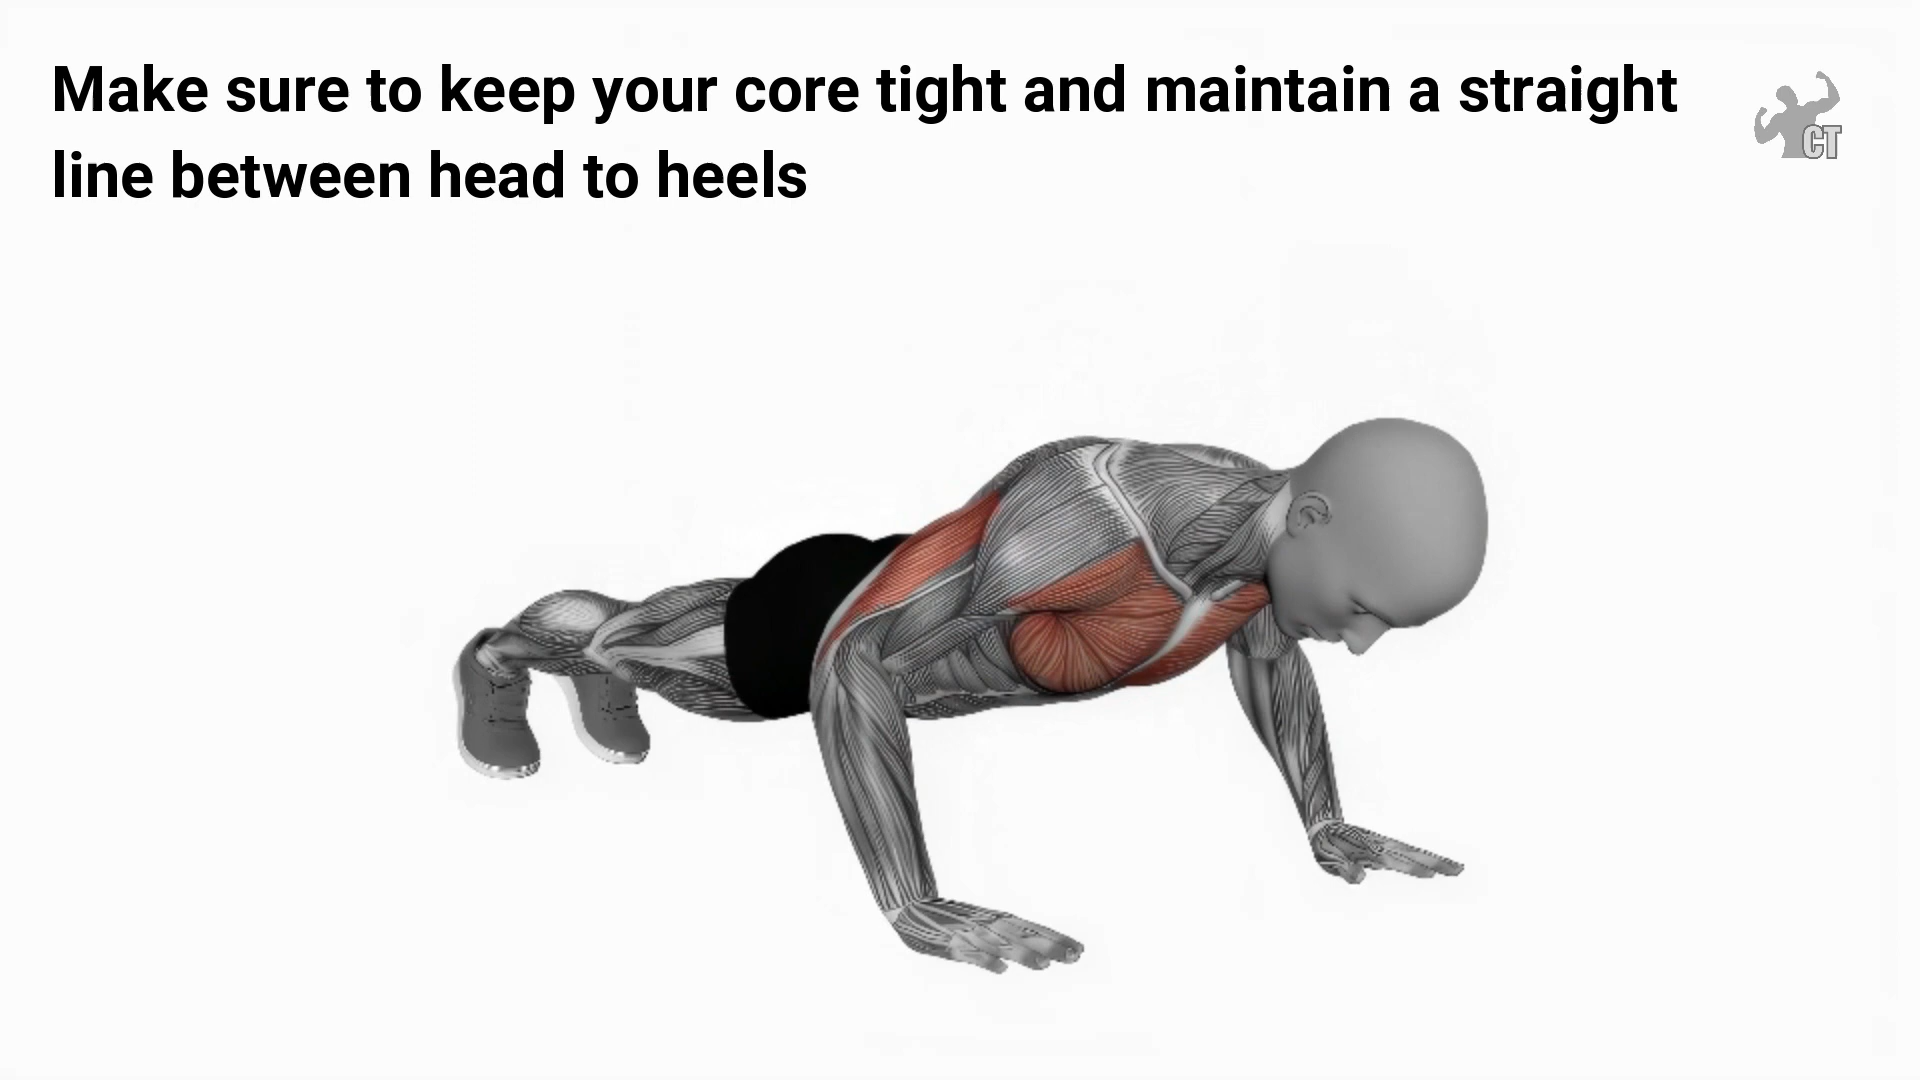 Make sure to keep your core tight and maintain a straight
line between head to heels
CT